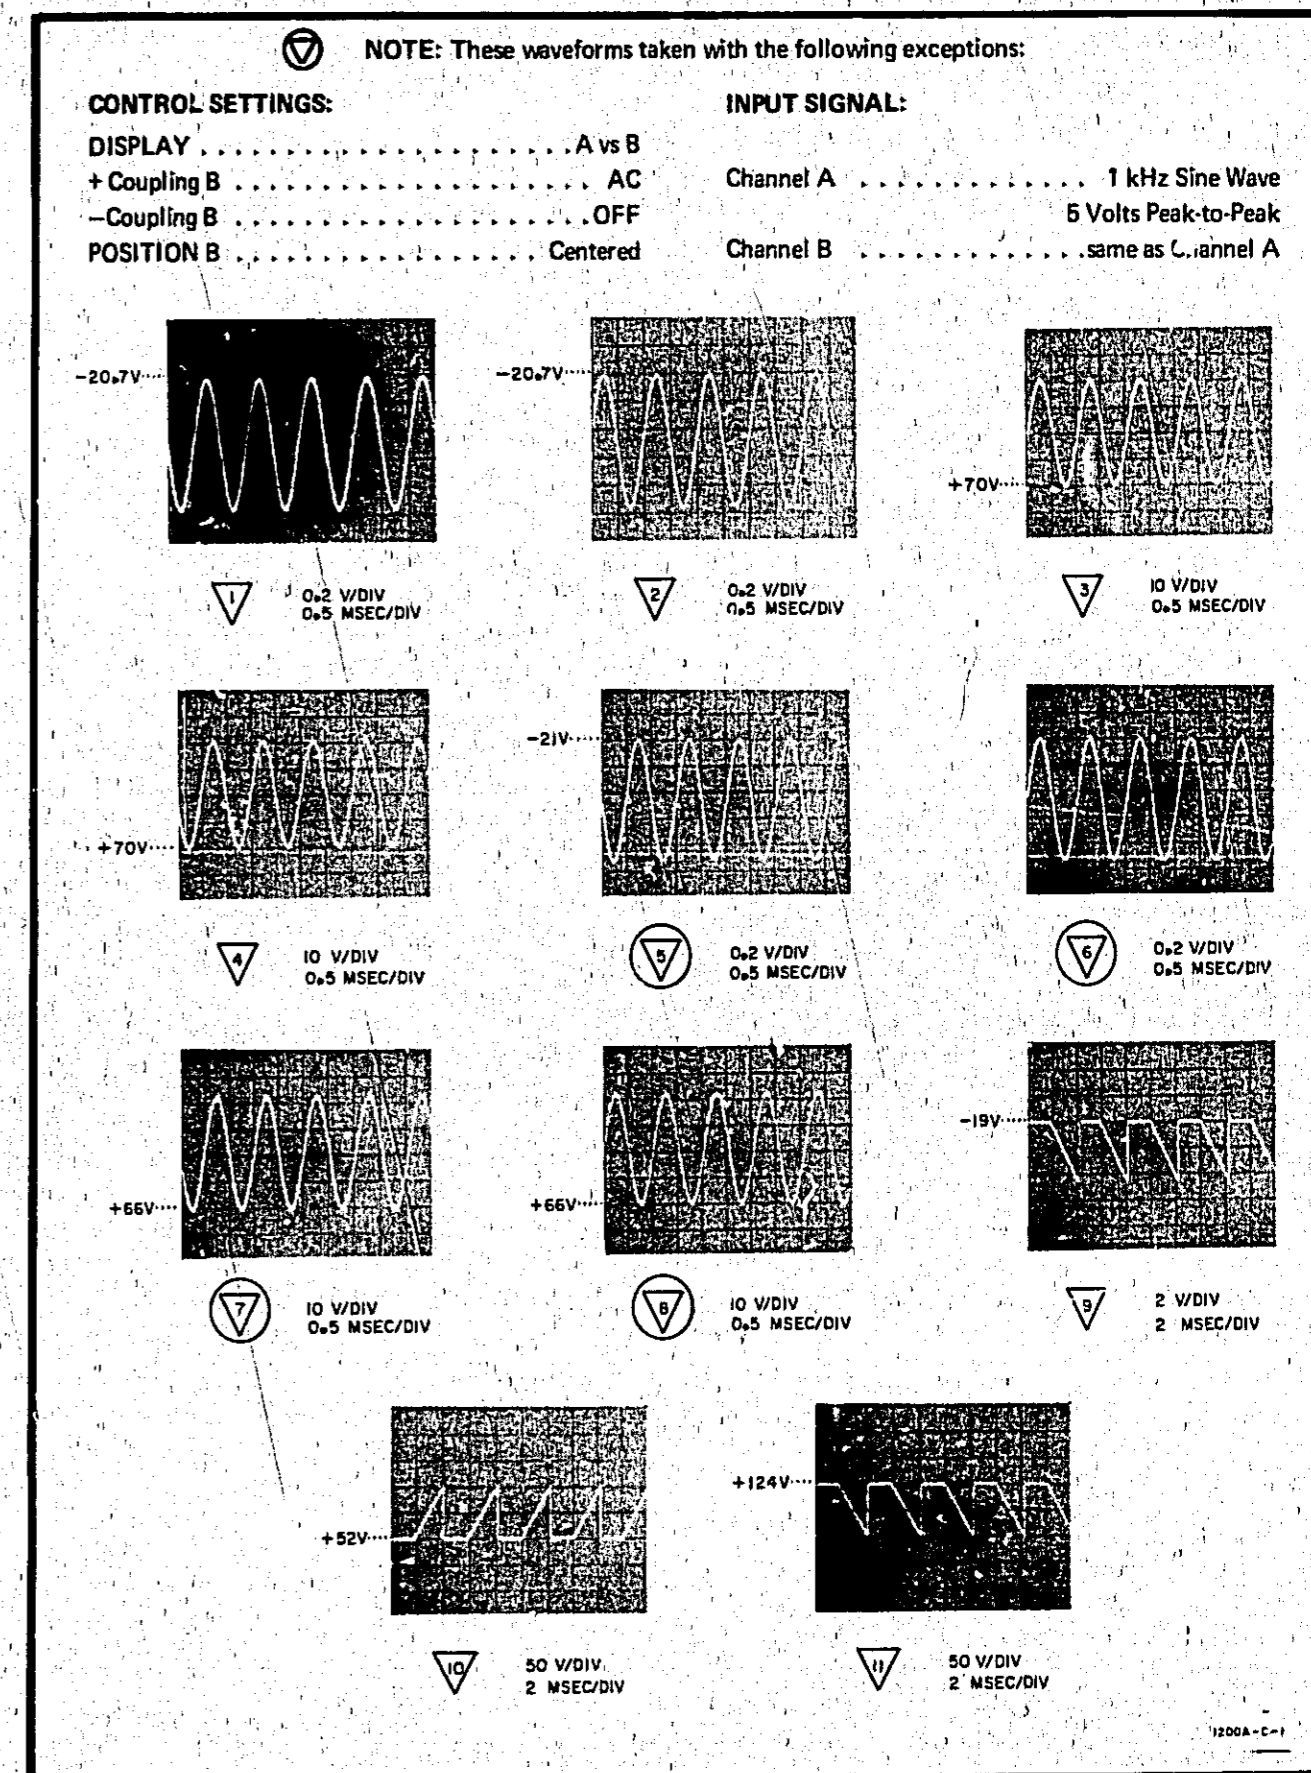 NOTE: These waveforms taken with the following exceptions:
CONTROL SETTINGS:
DISPLAY . . . . . . . . . . . . . . . . . . . . . . A vs B
+ Coupling B . . . . . . . . . . . . . . . . . . . AC
–Coupling B . . . . . . . . . . . . . . . . . . OFF
POSITION B . . . . . . . . . . . . . . . . Centered
INPUT SIGNAL:
Channel A . . . . . . . . . . . . . 1 kHz Sine Wave
5 Volts Peak-to-Peak
Channel B . . . . . . . . . . . . . same as Channel A
-20.7V
1
0.2 V/DIV
0.5 MSEC/DIV
-20.7V
2
0.2 V/DIV
0.5 MSEC/DIV
+70V
3
10 V/DIV
0.5 MSEC/DIV
+70V
4
10 V/DIV
0.5 MSEC/DIV
-21V
5
0.2 V/DIV
0.5 MSEC/DIV
6
0.2 V/DIV
0.5 MSEC/DIV
+66V
7
10 V/DIV
0.5 MSEC/DIV
+66V
8
10 V/DIV
0.5 MSEC/DIV
-19V
9
2 V/DIV
2 MSEC/DIV
+52V
10
50 V/DIV
2 MSEC/DIV
+124V
11
50 V/DIV
2 MSEC/DIV
1200A-C-1